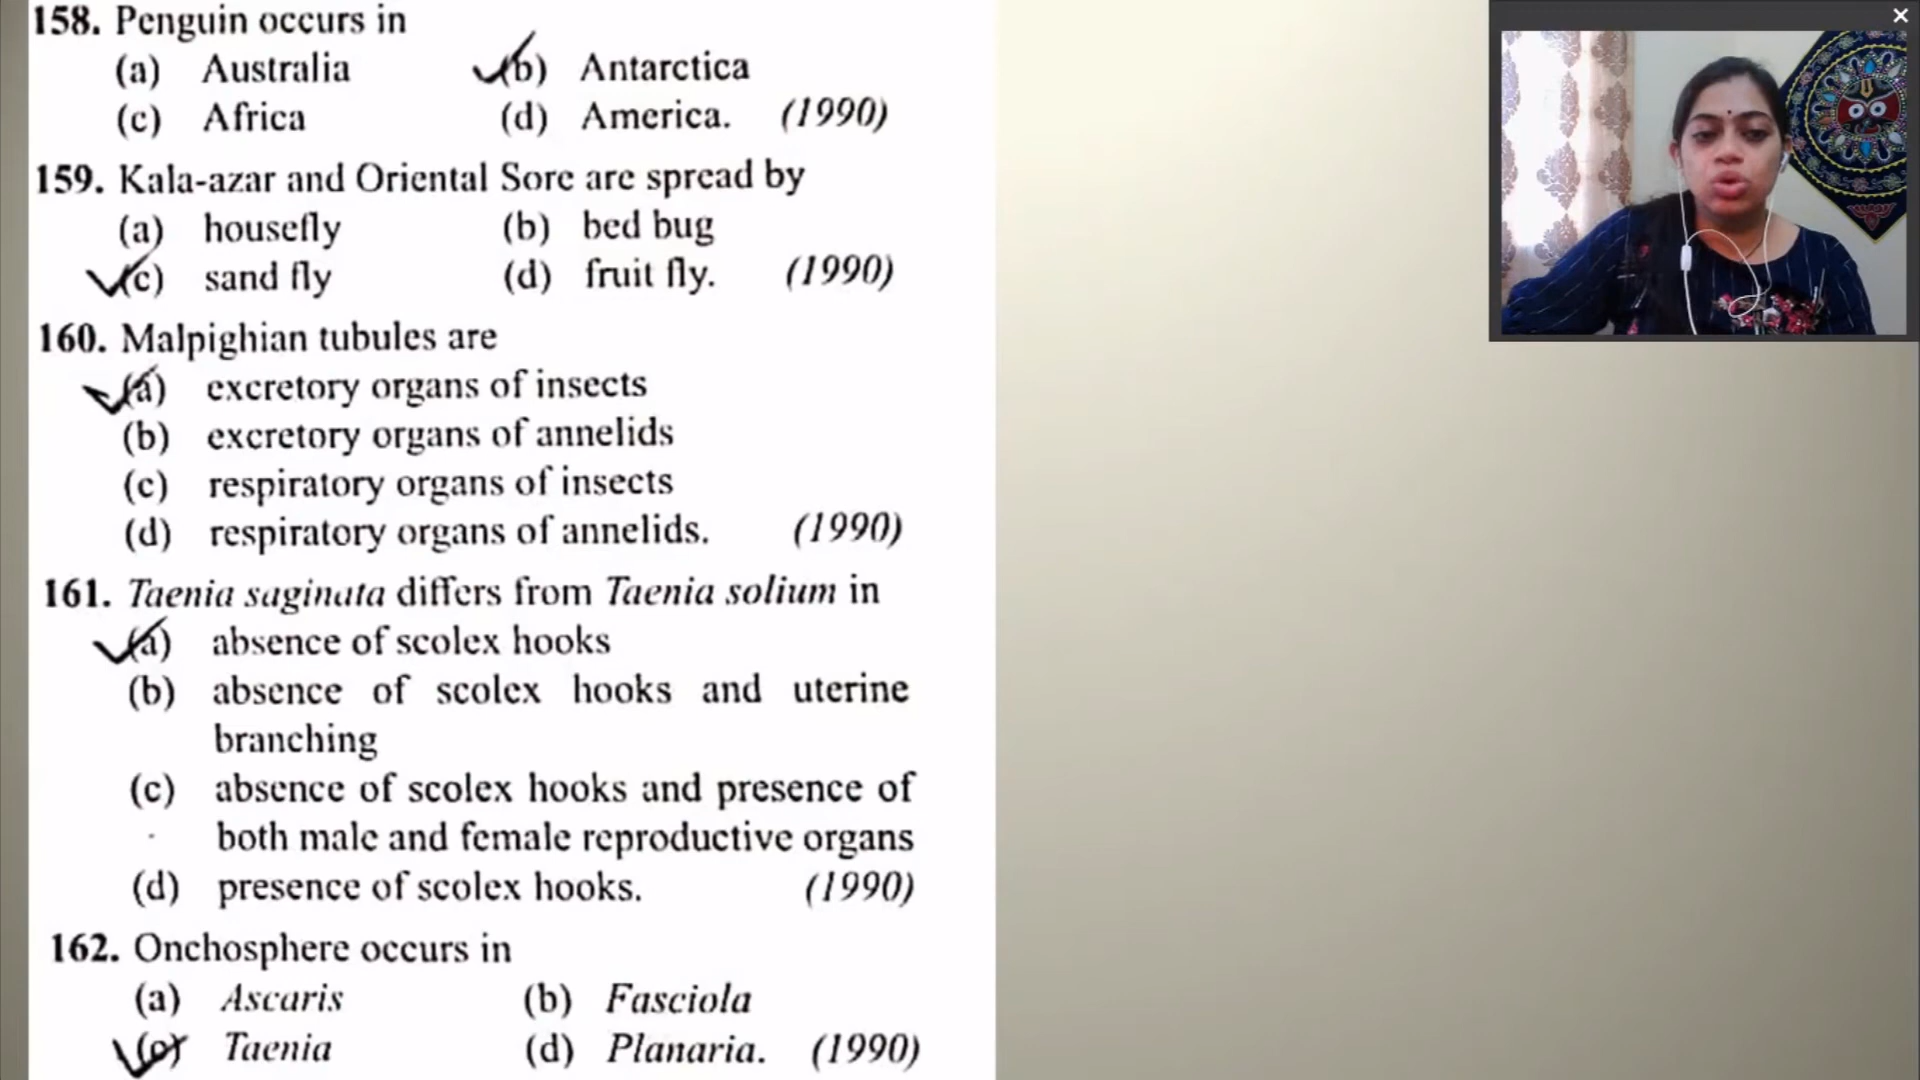 158. Penguin occurs in
(a) Australia (b) Antarctica
(c) Africa (d) America. (1990)
159. Kala-azar and Oriental Sore are spread by
(a) housefly (b) bed bug
(c) sand fly (d) fruit fly. (1990)
160. Malpighian tubules are
(a) excretory organs of insects
(b) excretory organs of annelids
(c) respiratory organs of insects
(d) respiratory organs of annelids. (1990)
161. Taenia saginata differs from Taenia solium in
(a) absence of scolex hooks
(b) absence of scolex hooks and uterine
branching
(c) absence of scolex hooks and presence of
both male and female reproductive organs
(d) presence of scolex hooks. (1990)
162. Onchosphere occurs in
(a) Ascaris (b) Fasciola
(c) Taenia (d) Planaria. (1990)